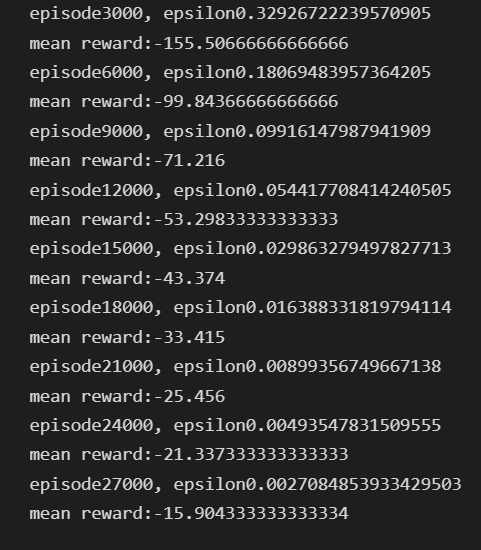 episode3000, epsilon0.32926722239570905
mean reward:-155.50666666666666
episode6000, epsilon0.18069483957364205
mean reward:-99.84366666666666
episode9000, epsilon0.09916147987941909
mean reward:-71.216
episode12000, epsilon0.054417708414240505
mean reward:-53.29833333333333
episode15000, epsilon0.029863279497827713
mean reward:-43.374
episode18000, epsilon0.016388331819794114
mean reward:-33.415
episode21000, epsilon0.00899356749667138
mean reward:-25.456
episode24000, epsilon0.00493547831509555
mean reward:-21.337333333333333
episode27000, epsilon0.0027084853933429503
mean reward:-15.904333333333334